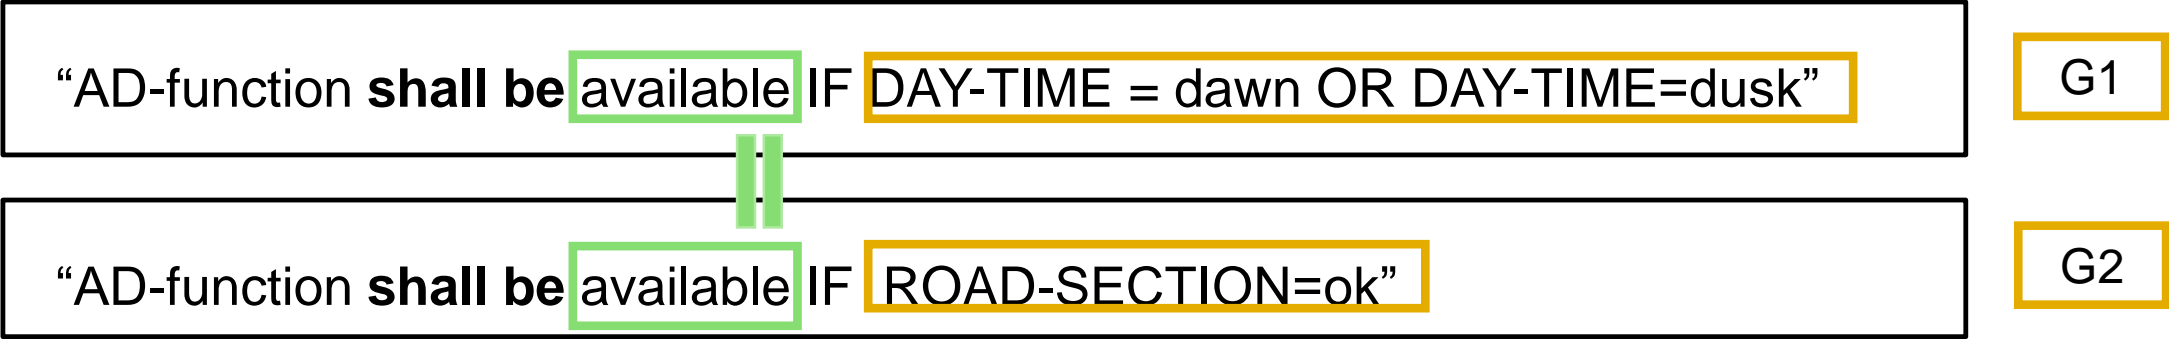 “AD-function shall be available IF DAY-TIME = dawn OR DAY-TIME=dusk”
G1
“AD-function shall be available IF ROAD-SECTION=ok”
G2